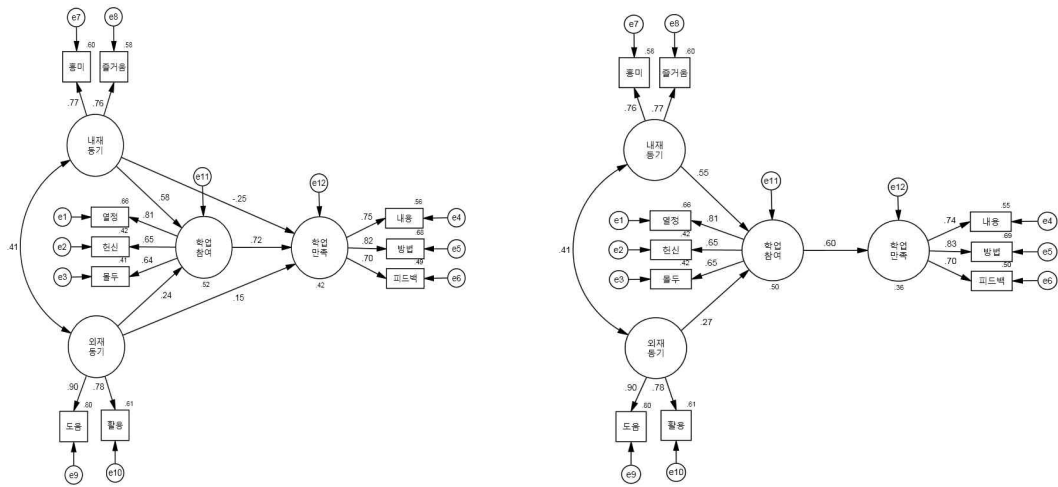 e7
e8
.60
.58
흥미
즐거움
.77
.76
내재
동기
e11
e12
.58
-.25
.66
.56
e1
열정
.81
.75
내용
e4
.42
.68
.41
e2
헌신
.65
학업
참여
.72
학업
만족
.82
방법
e5
.41
.49
e3
몰두
.64
.70
피드백
e6
.52
.42
.24
.15
외재
동기
.90
.78
.80
.61
도움
활용
e9
e10
e7
e8
.56
.60
흥미
즐거움
.76
.77
내재
동기
.55
e11
e12
.66
.55
e1
열정
.81
.74
내용
e4
.42
.69
.41
e2
헌신
.65
학업
참여
.60
학업
만족
.83
방법
e5
.42
.50
e3
몰두
.65
.70
피드백
e6
.50
.36
.27
외재
동기
.90
.78
.80
.61
도움
활용
e9
e10